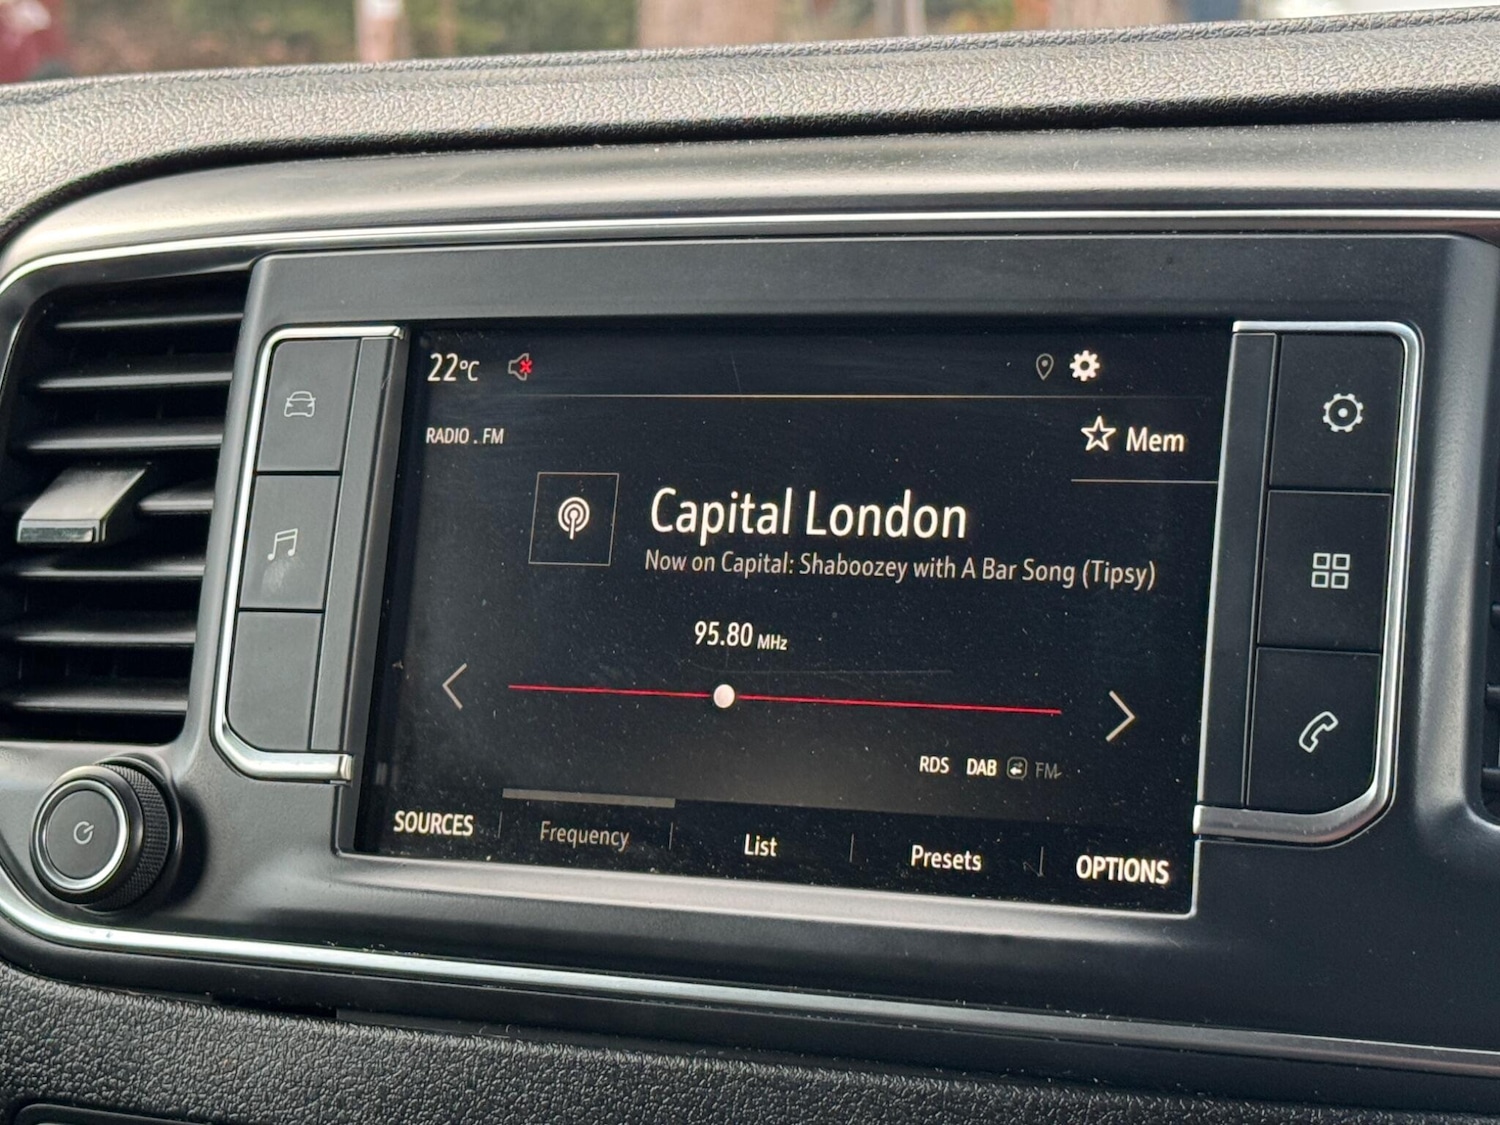 22°C
RADIO . FM
Mem
Capital London
Now on Capital: Shaboozey with A Bar Song (Tipsy)
95.80 MHz
RDS DAB FM
SOURCES Frequency List Presets OPTIONS